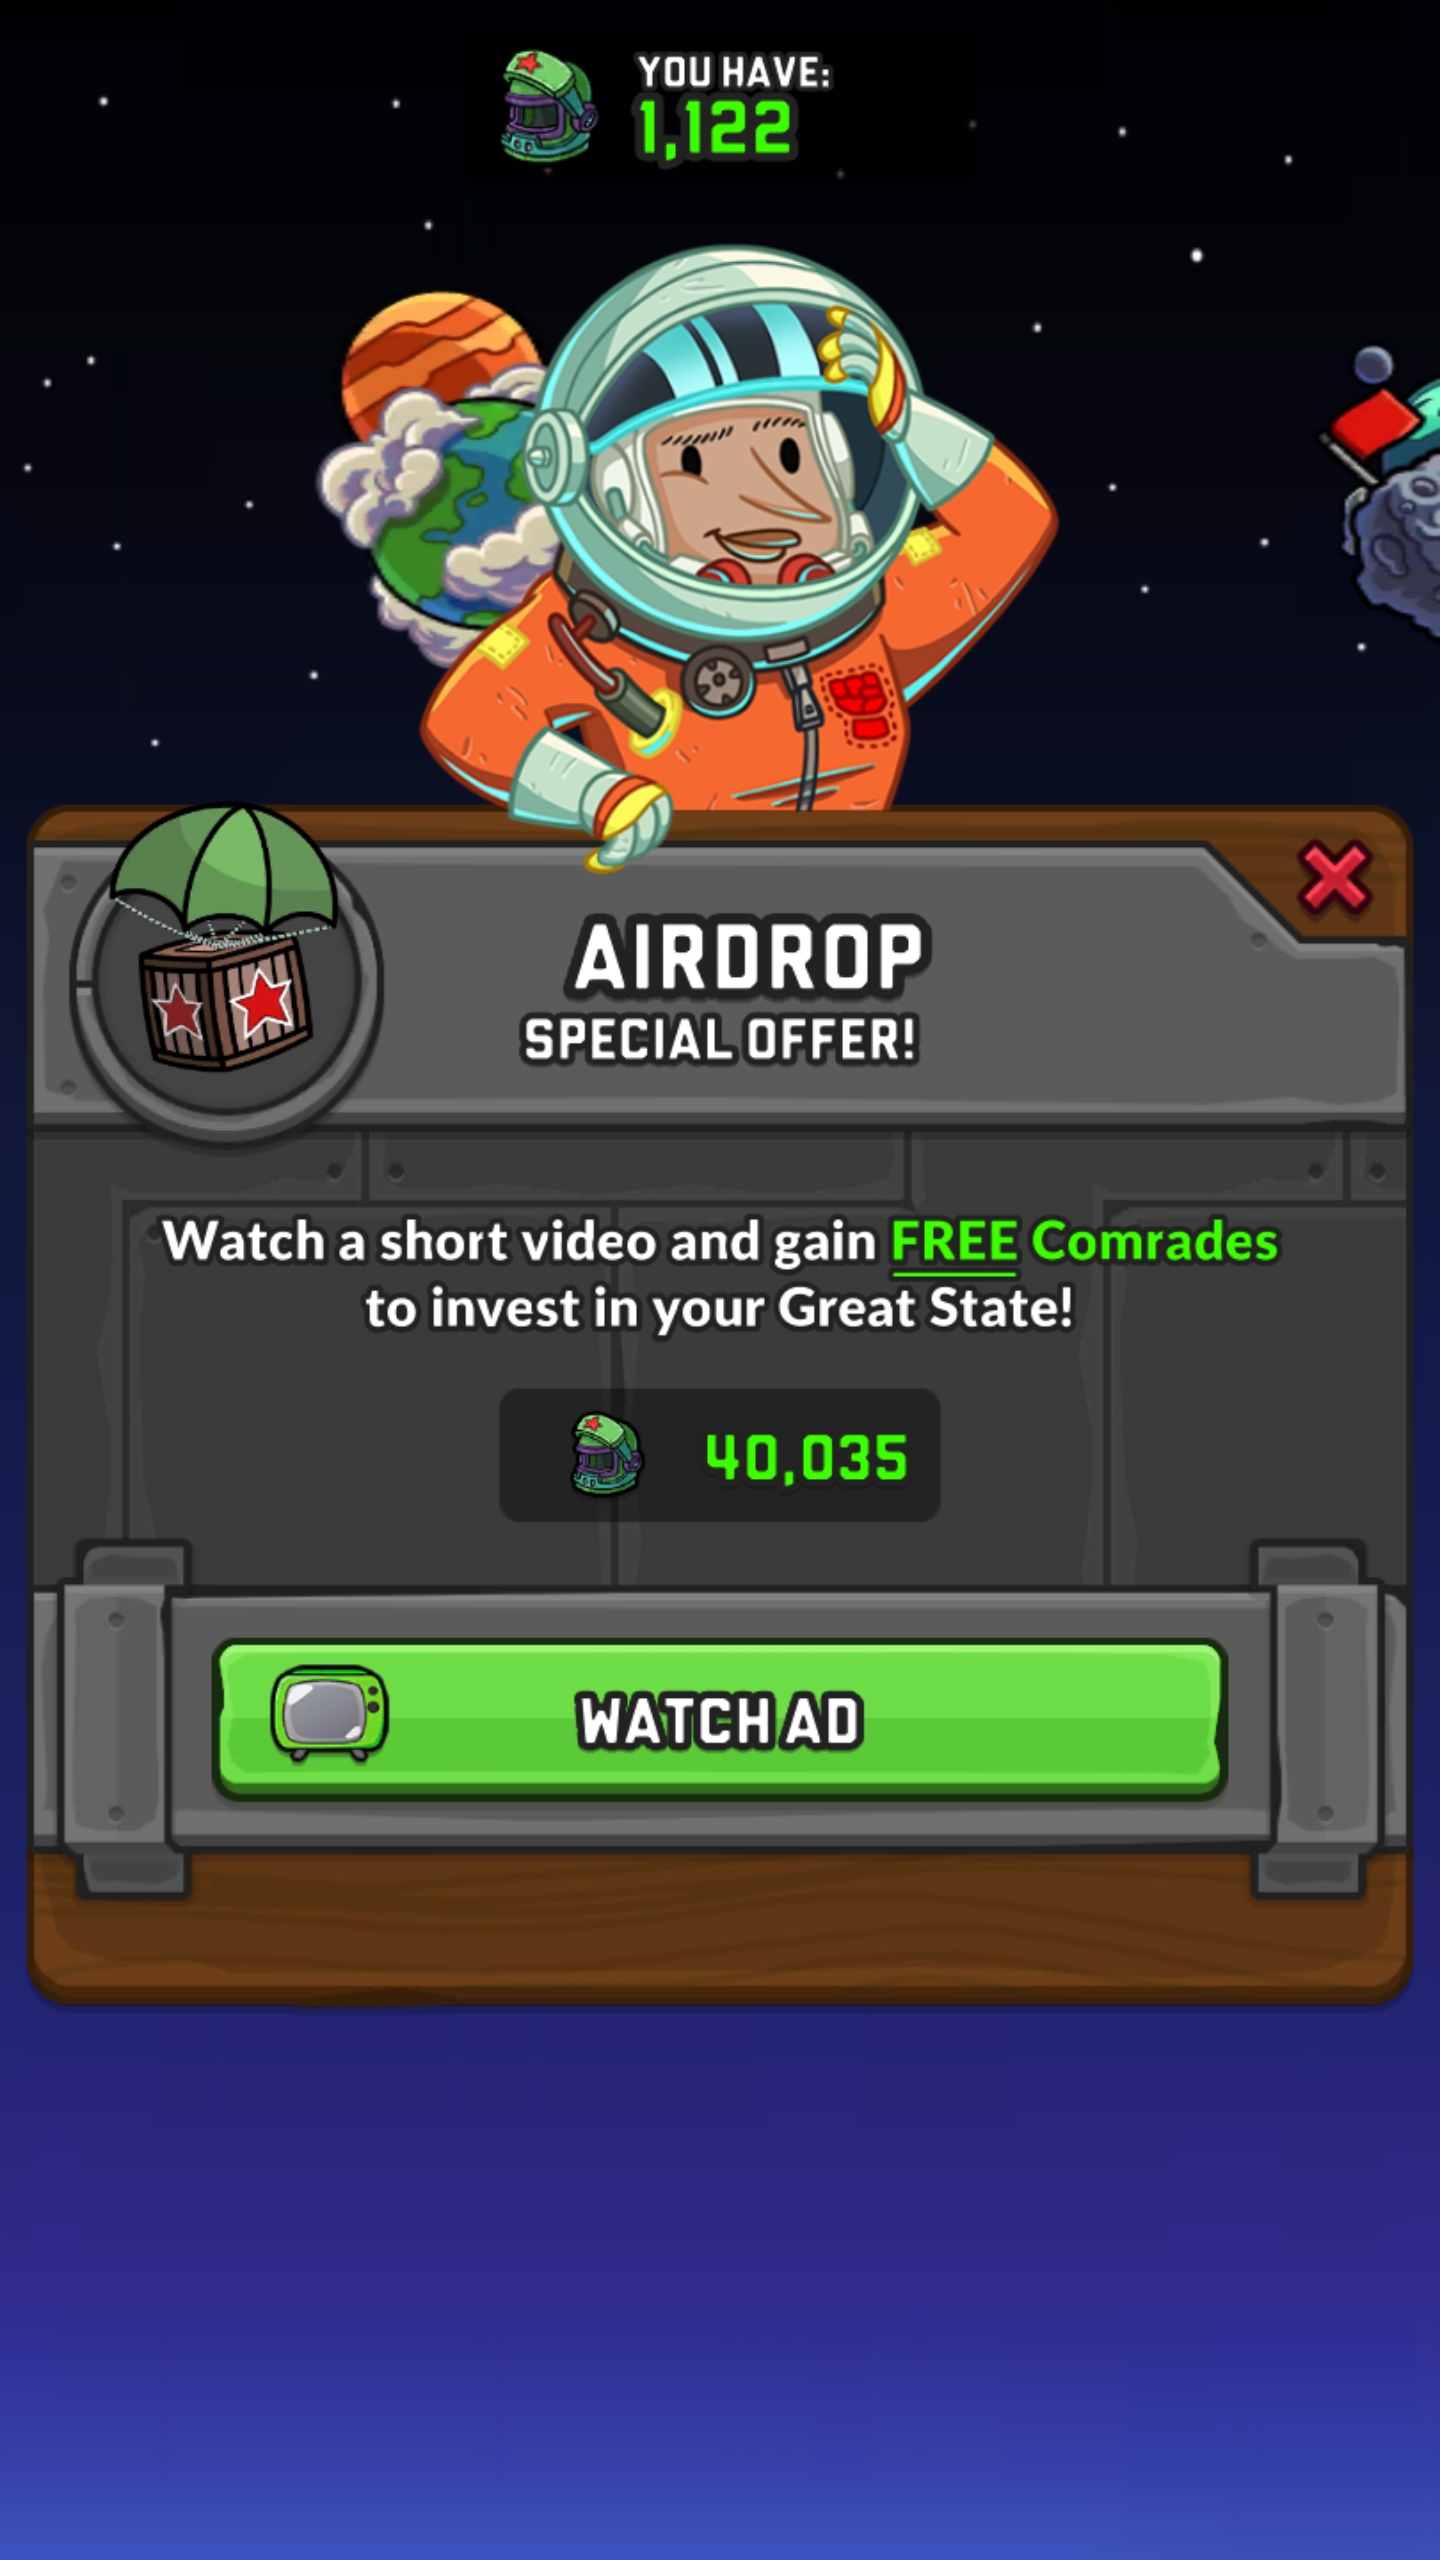 YOU HAVE:
1,122
AIRDROP
SPECIAL OFFER!
Watch a short video and gain FREE Comrades
to invest in your Great State!
40,035
WATCH AD